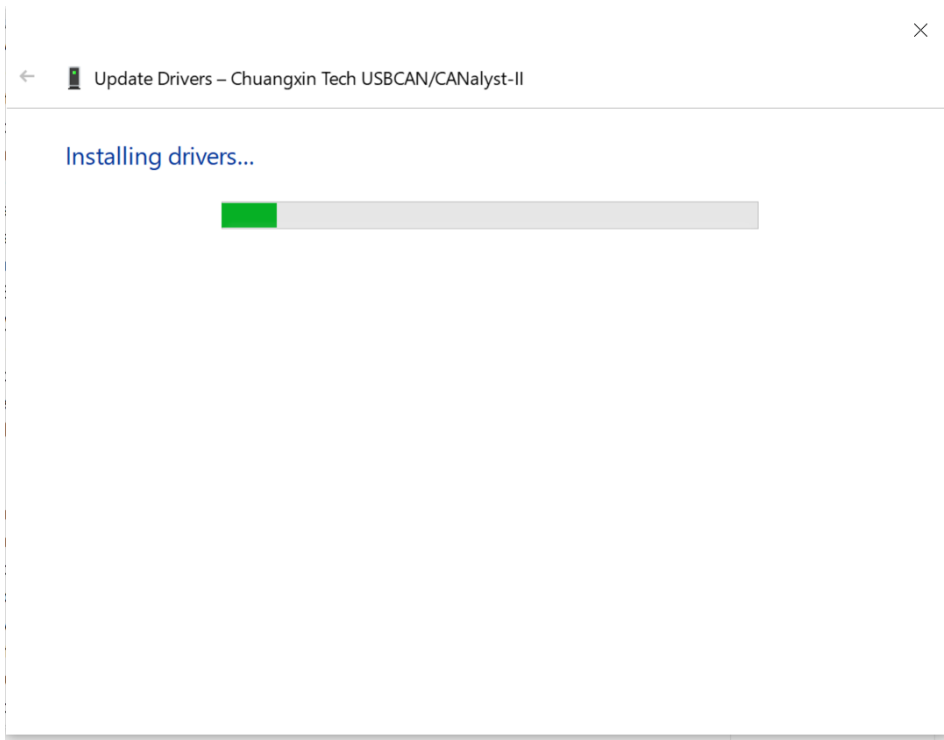 Update Drivers – Chuangxin Tech USBCAN/CANalyst-II
Installing drivers...